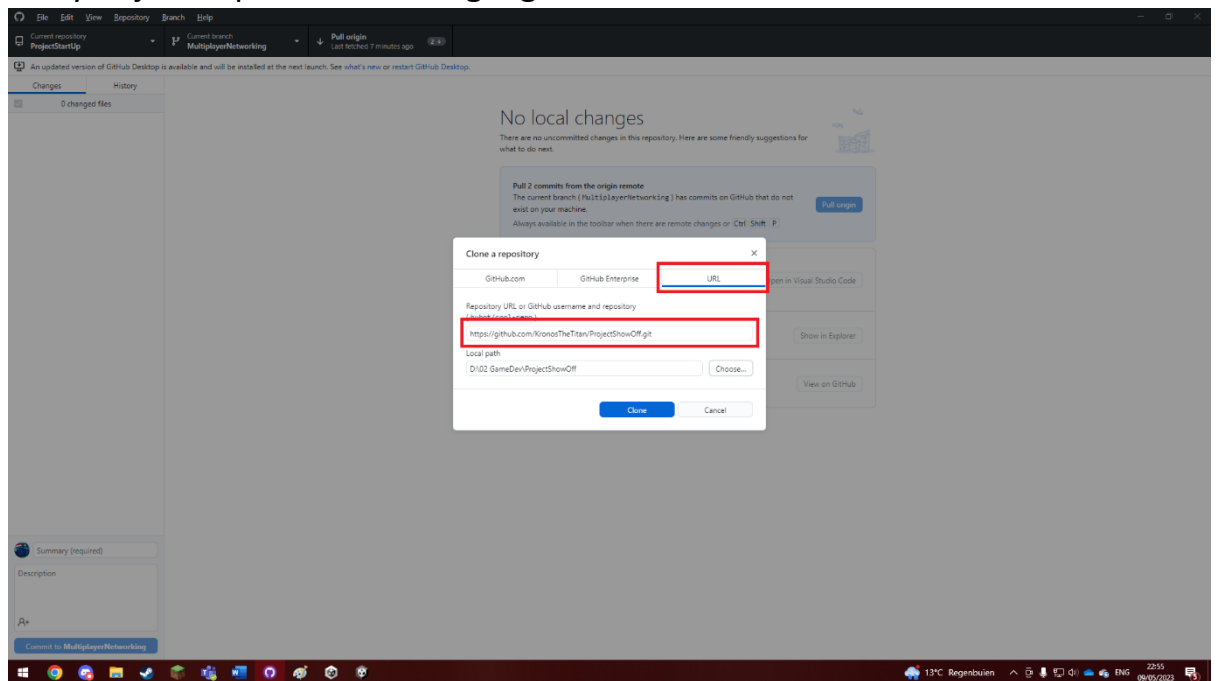 File Edit View Repository Branch Help
Current repository
ProjectStartUp
Current branch
MultiplayerNetworking
Pull origin
Last fetched 7 minutes ago
2
An updated version of GitHub Desktop is available and will be installed at the next launch. See what's new or restart GitHub Desktop.
Changes History
0 changed files
No local changes
There are no uncommitted changes in this repository. Here are some friendly suggestions for
what to do next.
Pull 2 commits from the origin remote
The current branch (MultiplayerNetworking) has commits on GitHub that do not
exist on your machine.
Always available in the toolbar when there are remote changes or Ctrl Shift P
Pull origin
Clone a repository
GitHub.com GitHub Enterprise URL
pen in Visual Studio Code
Repository URL or GitHub username and repository
https://github.com/KronosTheTitan/ProjectShowOff.git
Show in Explorer
Local path
D:\02 GameDev\ProjectShowOff
Choose...
View on GitHub
Clone Cancel
Summary (required)
Description
Commit to MultiplayerNetworking
13°C Regenbuien
ENG
22:55
09/05/2023